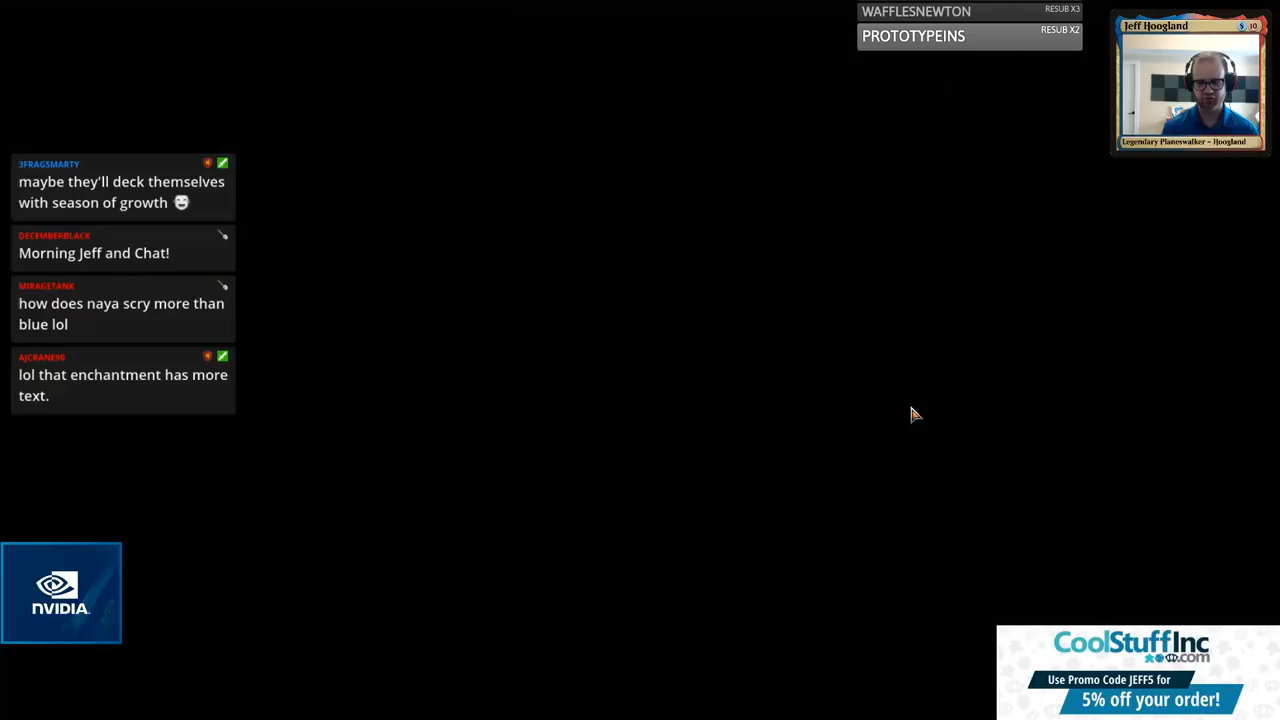 WAFFLESNEWTON RESUB X3
PROTOTYPEINS RESUB X2
Jeff Hoogland 10
Legendary Planeswalker - Hoogland
3FRAGSMARTY
maybe they'll deck themselves
with season of growth
DECEMBERBLACK
Morning Jeff and Chat!
MIRAGETANK
how does naya scry more than
blue lol
AJCRANE90
lol that enchantment has more
text.
NVIDIA
CoolStuffInc
.com
Use Promo Code JEFF5 for
5% off your order!